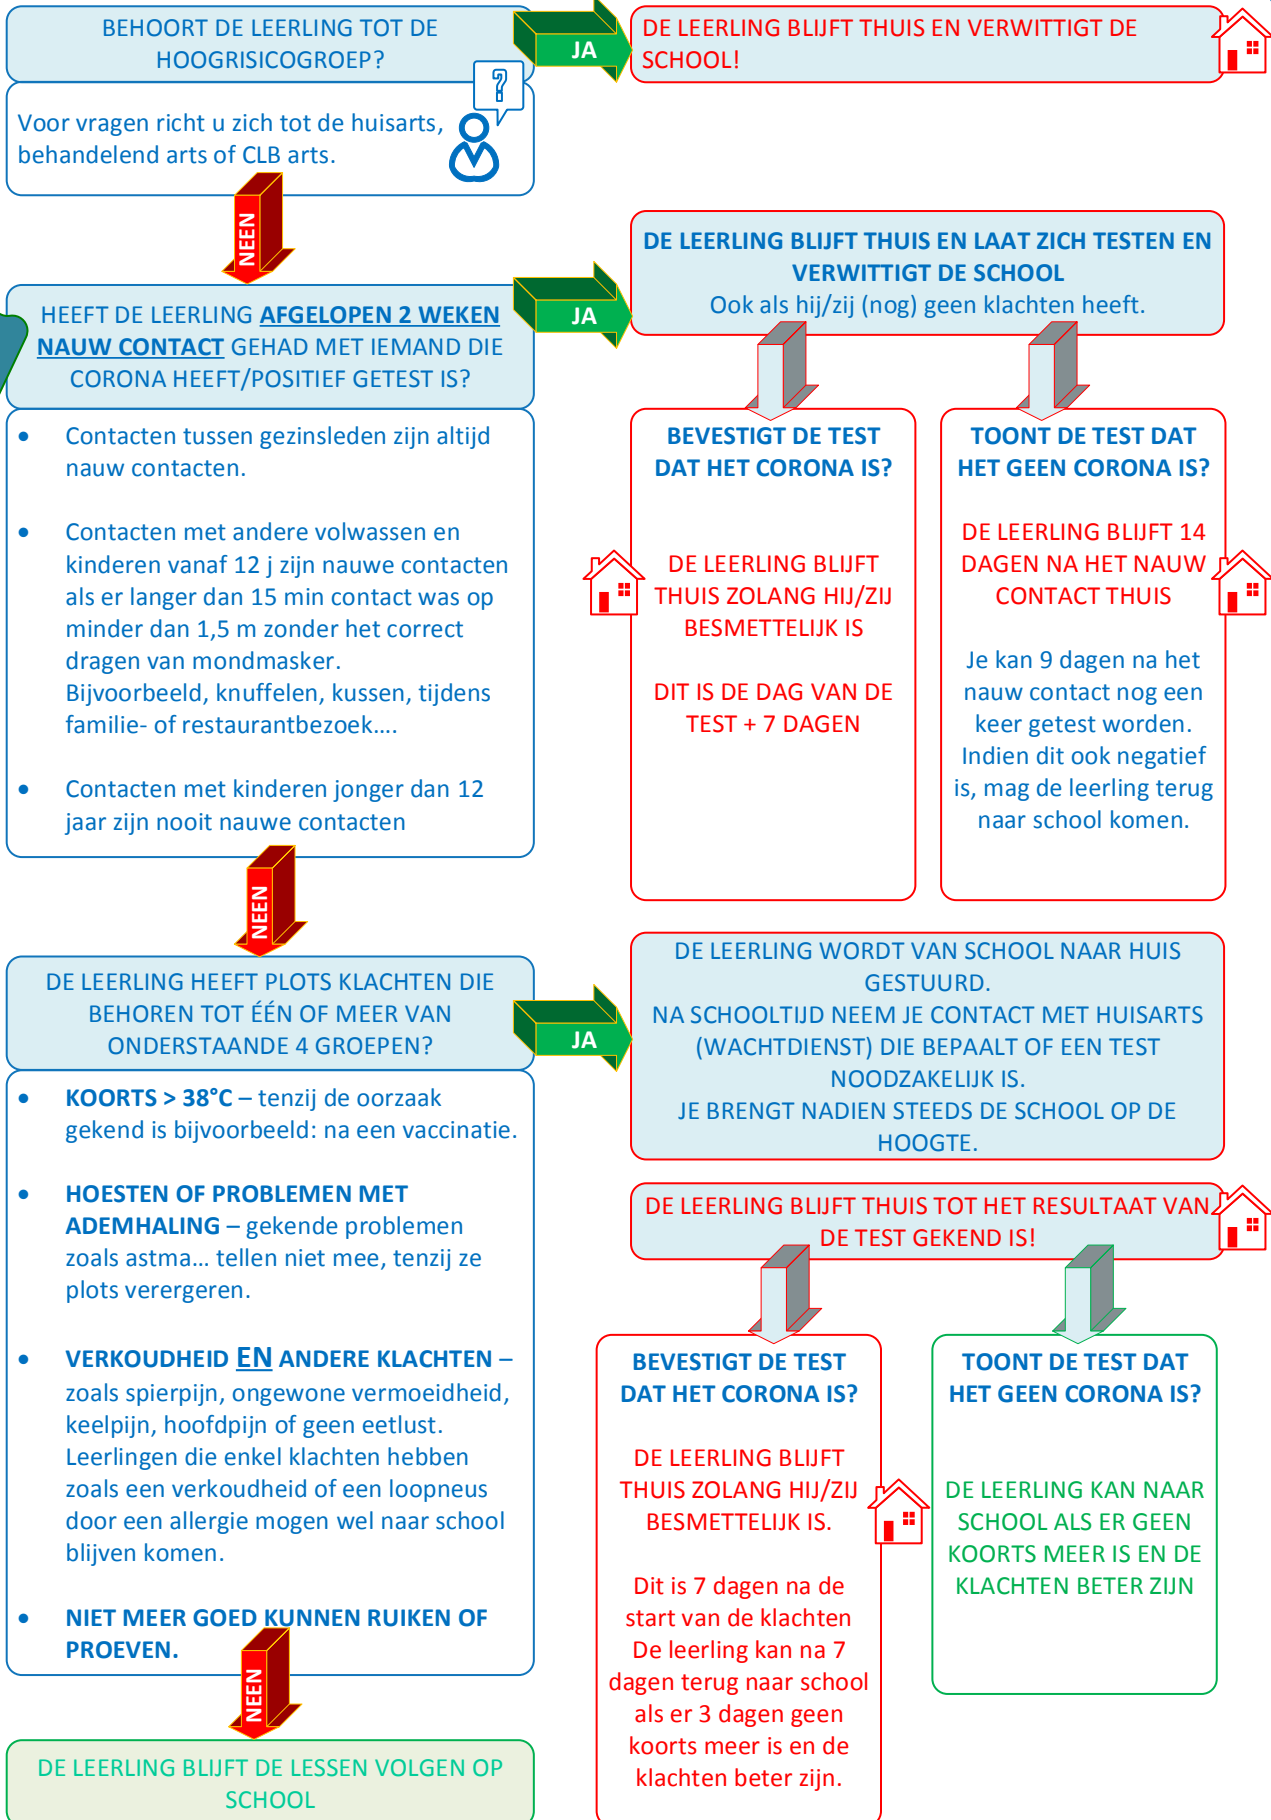 BEHOORT DE LEERLING TOT DE
HOOGRISICOGROEP?
JA
DE LEERLING BLIJFT THUIS EN VERWITTIGT DE
SCHOOL!
?
Voor vragen richt u zich tot de huisarts,
behandelend arts of CLB arts.
NEEN
HEEFT DE LEERLING AFGELOPEN 2 WEKEN
NAUW CONTACT GEHAD MET IEMAND DIE
CORONA HEEFT/POSITIEF GETEST IS?
JA
DE LEERLING BLIJFT THUIS EN LAAT ZICH TESTEN EN
VERWITTIGT DE SCHOOL
Ook als hij/zij (nog) geen klachten heeft.
• Contacten tussen gezinsleden zijn altijd
nauw contacten.
• Contacten met andere volwassen en
kinderen vanaf 12 j zijn nauwe contacten
als er langer dan 15 min contact was op
minder dan 1,5 m zonder het correct
dragen van mondmasker.
Bijvoorbeeld, knuffelen, kussen, tijdens
familie- of restaurantbezoek….
• Contacten met kinderen jonger dan 12
jaar zijn nooit nauwe contacten
BEVESTIGT DE TEST
DAT HET CORONA IS?
DE LEERLING BLIJFT
THUIS ZOLANG HIJ/ZIJ
BESMETTELIJK IS
DIT IS DE DAG VAN DE
TEST + 7 DAGEN
TOONT DE TEST DAT
HET GEEN CORONA IS?
DE LEERLING BLIJFT 14
DAGEN NA HET NAUW
CONTACT THUIS
Je kan 9 dagen na het
nauw contact nog een
keer getest worden.
Indien dit ook negatief
is, mag de leerling terug
naar school komen.
NEEN
DE LEERLING HEEFT PLOTS KLACHTEN DIE
BEHOREN TOT ÉÉN OF MEER VAN
ONDERSTAANDE 4 GROEPEN?
JA
DE LEERLING WORDT VAN SCHOOL NAAR HUIS
GESTUURD.
NA SCHOOLTIJD NEEM JE CONTACT MET HUISARTS
(WACHTDIENST) DIE BEPAALT OF EEN TEST
NOODZAKELIJK IS.
JE BRENGT NADIEN STEEDS DE SCHOOL OP DE
HOOGTE.
• KOORTS > 38°C – tenzij de oorzaak
gekend is bijvoorbeeld: na een vaccinatie.
• HOESTEN OF PROBLEMEN MET
ADEMHALING – gekende problemen
zoals astma… tellen niet mee, tenzij ze
plots verergeren.
• VERKOUDHEID EN ANDERE KLACHTEN –
zoals spierpijn, ongewone vermoeidheid,
keelpijn, hoofdpijn of geen eetlust.
Leerlingen die enkel klachten hebben
zoals een verkoudheid of een loopneus
door een allergie mogen wel naar school
blijven komen.
• NIET MEER GOED KUNNEN RUIKEN OF
PROEVEN.
DE LEERLING BLIJFT THUIS TOT HET RESULTAAT VAN
DE TEST GEKEND IS!
BEVESTIGT DE TEST
DAT HET CORONA IS?
DE LEERLING BLIJFT
THUIS ZOLANG HIJ/ZIJ
BESMETTELIJK IS.
Dit is 7 dagen na de
start van de klachten
De leerling kan na 7
dagen terug naar school
als er 3 dagen geen
koorts meer is en de
klachten beter zijn.
TOONT DE TEST DAT
HET GEEN CORONA IS?
DE LEERLING KAN NAAR
SCHOOL ALS ER GEEN
KOORTS MEER IS EN DE
KLACHTEN BETER ZIJN
NEEN
DE LEERLING BLIJFT DE LESSEN VOLGEN OP
SCHOOL